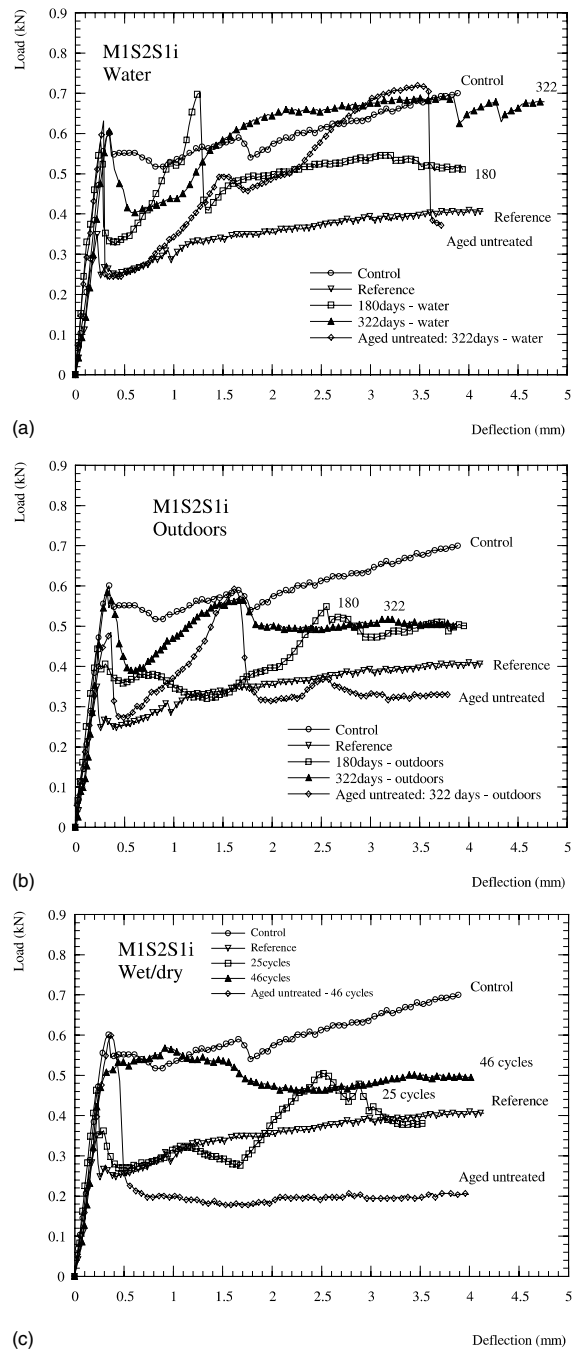 Load (kN)
0.9
0.8
0.7
0.6
0.5
0.4
0.3
0.2
0.1
0
M1S2S1i
Water
Control
322
180
Reference
Aged untreated
Control
Reference
180days - water
322days - water
Aged untreated: 322days - water
0 0.5 1 1.5 2 2.5 3 3.5 4 4.5 5
(a)
Deflection (mm)
Load (kN)
0.9
0.8
0.7
0.6
0.5
0.4
0.3
0.2
0.1
0
M1S2S1i
Outdoors
Control
180
322
Reference
Aged untreated
Control
Reference
180days - outdoors
322days - outdoors
Aged untreated: 322 days - outdoors
0 0.5 1 1.5 2 2.5 3 3.5 4 4.5 5
(b)
Deflection (mm)
Load (kN)
0.9
0.8
0.7
0.6
0.5
0.4
0.3
0.2
0.1
0
M1S2S1i
Wet/dry
Control
Reference
25cycles
46cycles
Aged untreated - 46 cycles
Control
46 cycles
25 cycles
Reference
Aged untreated
0 0.5 1 1.5 2 2.5 3 3.5 4 4.5 5
(c)
Deflection (mm)